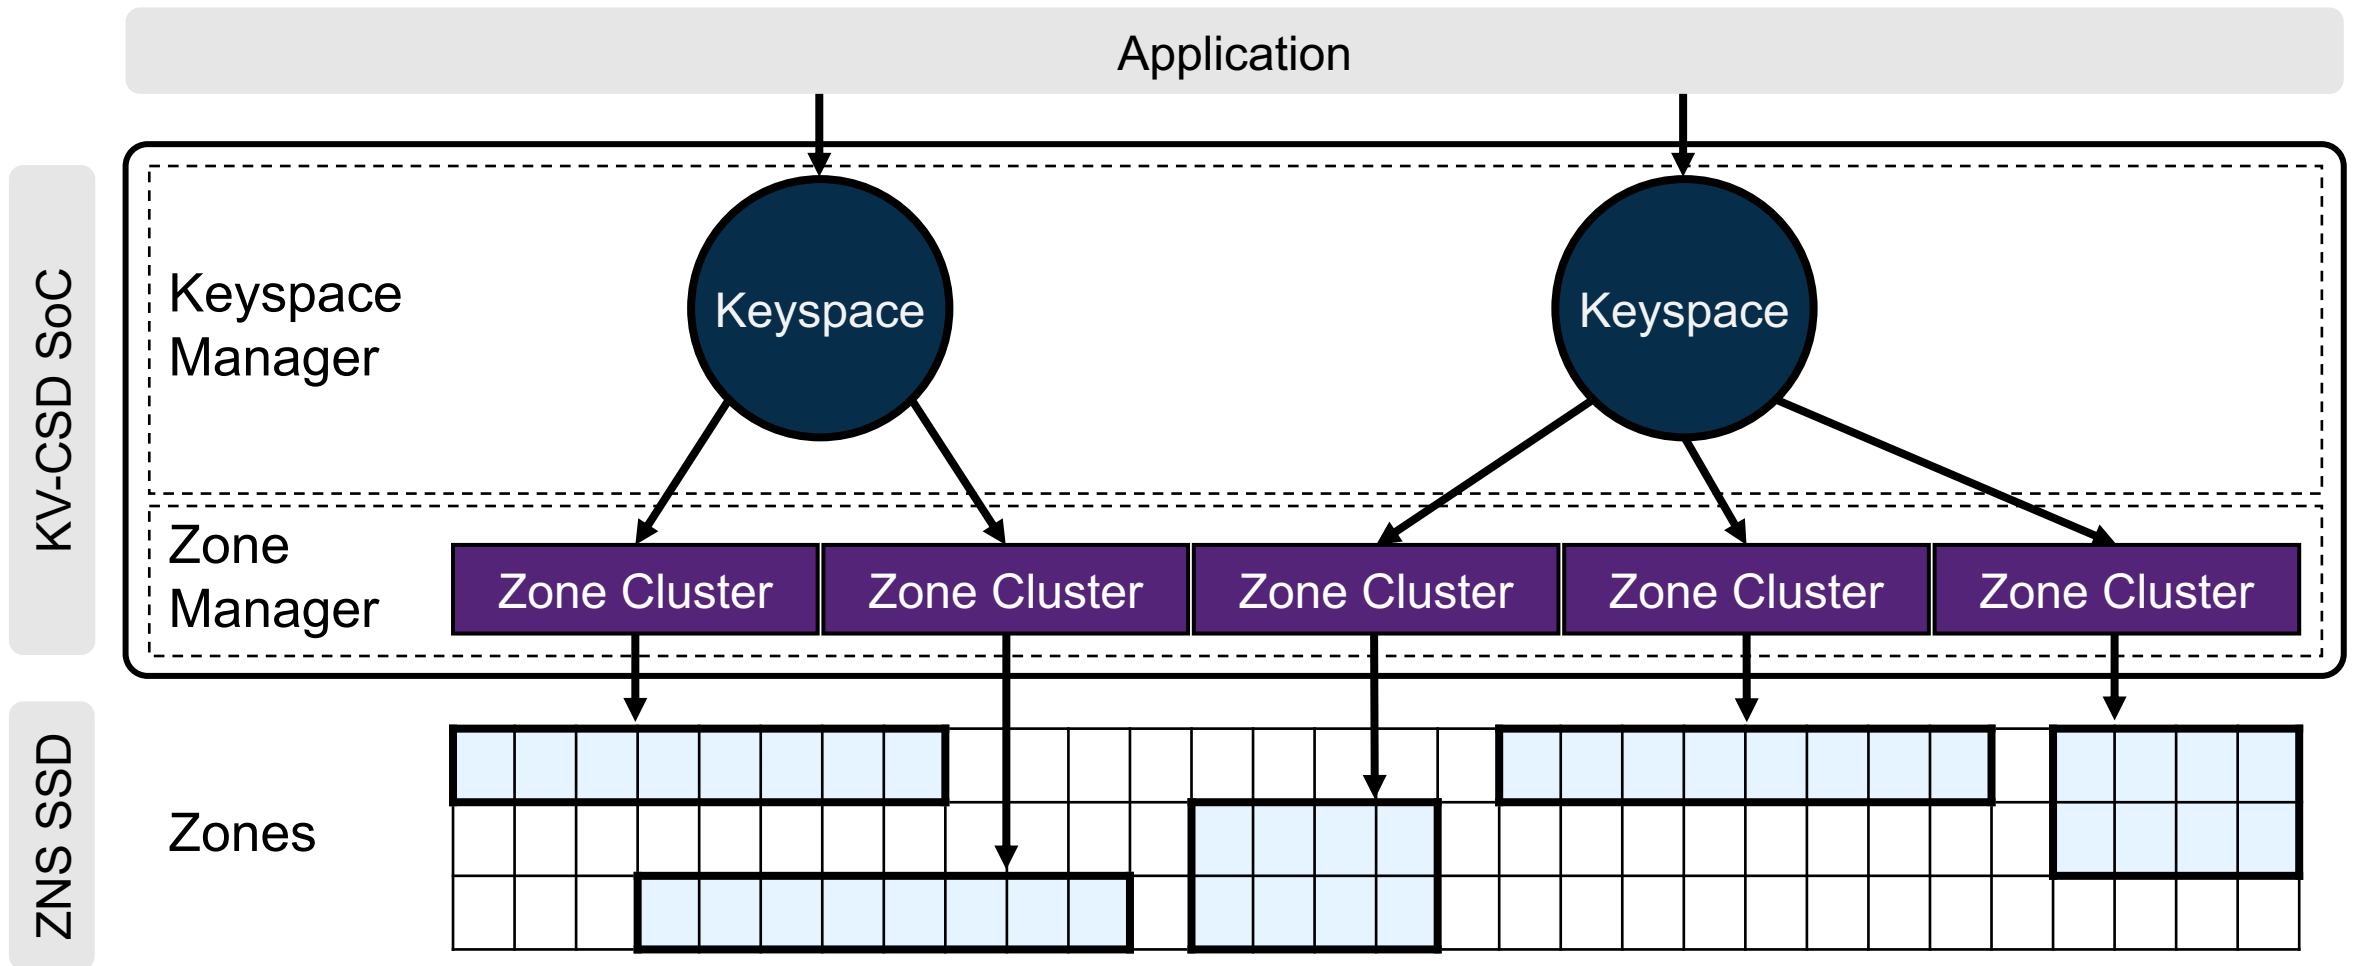 Application
KV-CSD SoC
Keyspace
Manager
Keyspace
Keyspace
Zone
Manager
Zone Cluster
Zone Cluster
Zone Cluster
Zone Cluster
Zone Cluster
ZNS SSD
Zones